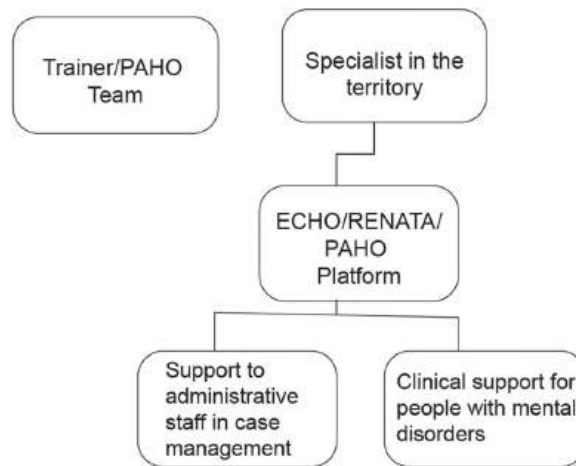 Trainer/PAHO
Team
Specialist in the
territory
ECHO/RENATA/
PAHO
Platform
Support to
administrative
staff in case
management
Clinical support for
people with mental
disorders